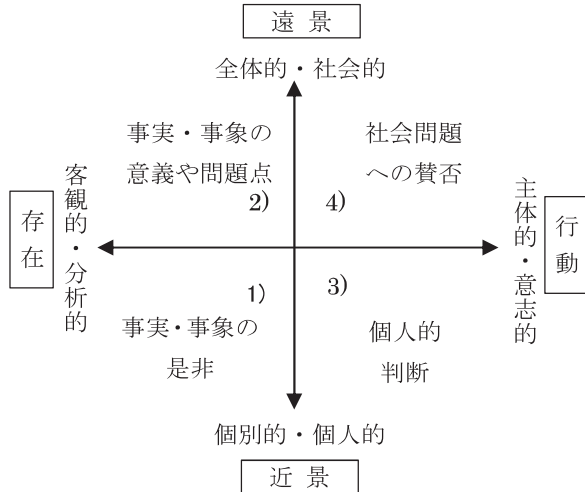 遠景
全体的・社会的
事実・事象の
意義や問題点
2)
社会問題
への賛否
4)
存在
客観的・分析的
主体的・意志的
行動
1)
事実・事象の
是非
3)
個人的
判断
個別的・個人的
近景